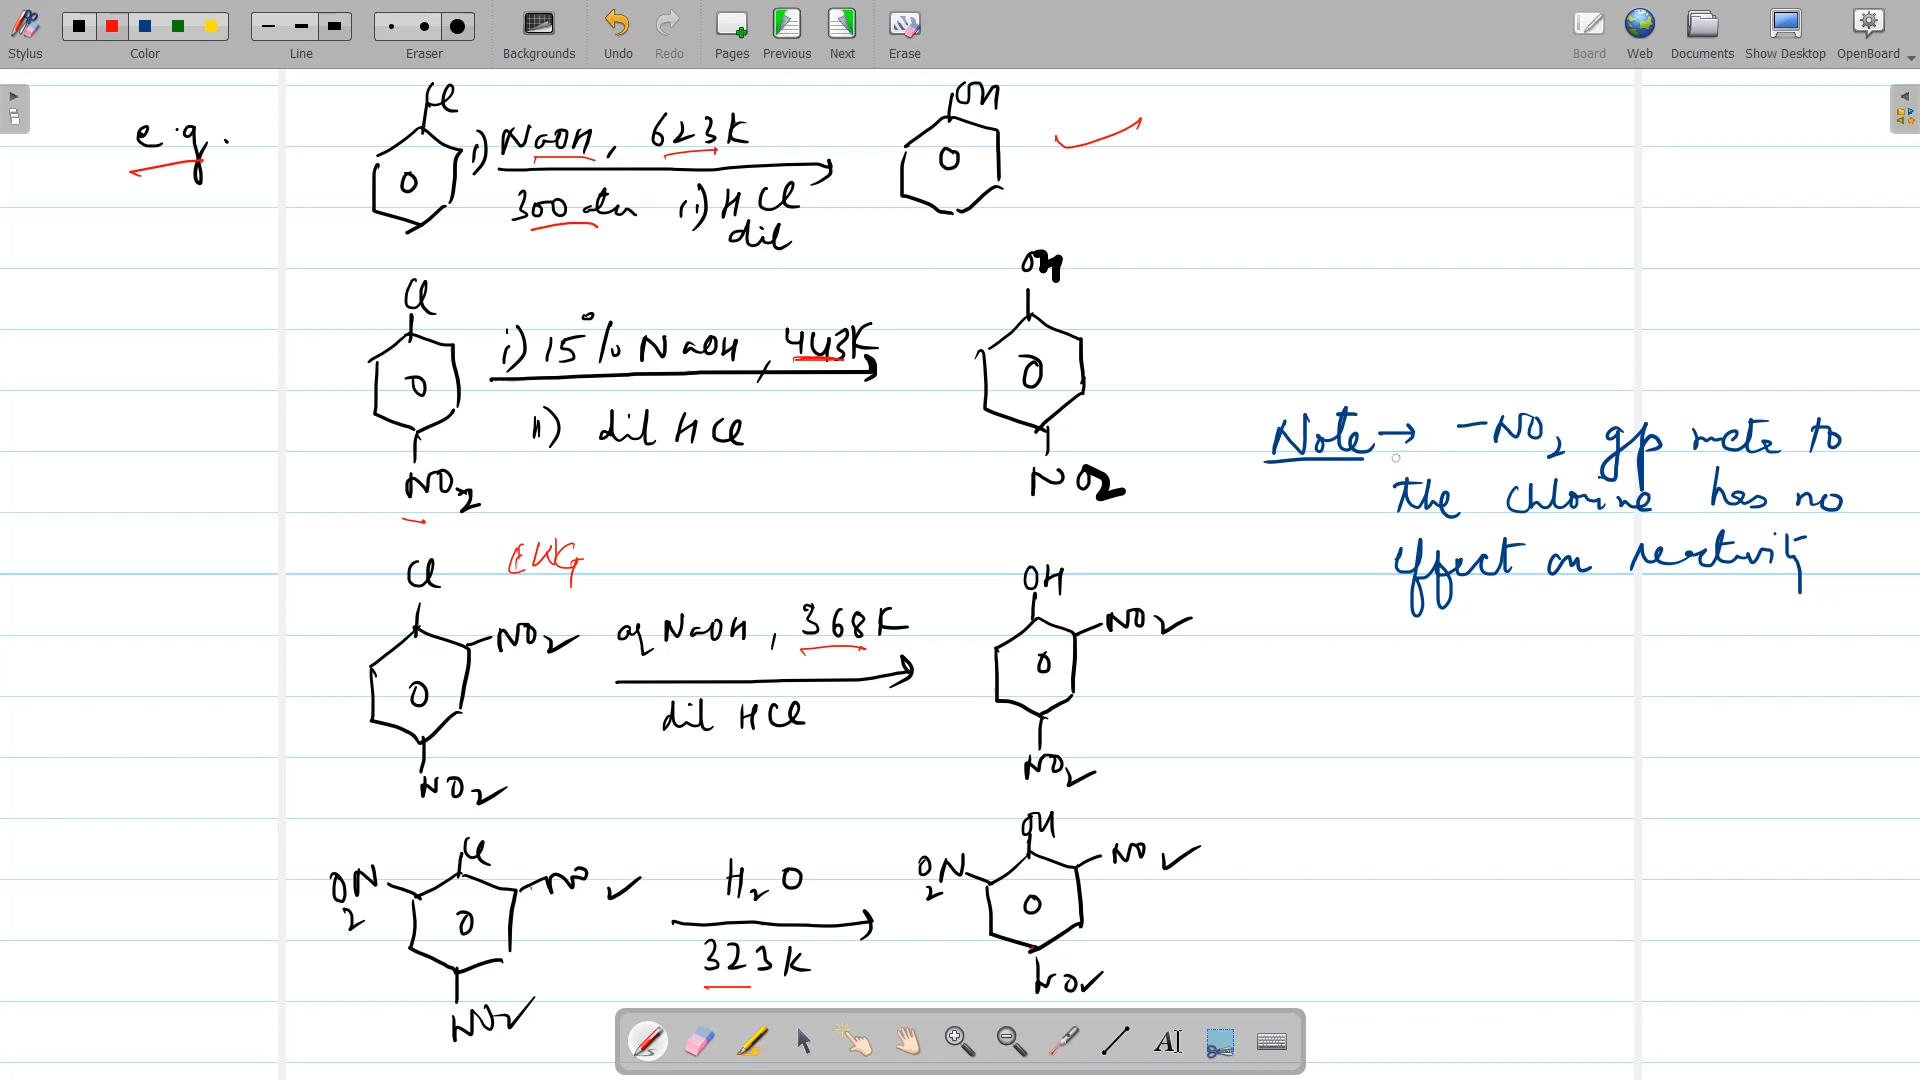 Stylus
Color
Line
Eraser
Backgrounds
Undo
Redo
Pages
Previous
Next
Erase
Board
Web
Documents
Show Desktop
OpenBoard
e.g.
Cl
i) NaOH, 623K
300 atm ii) HCl
dil
OH
Cl
i) 15% NaOH, 443K
ii) dil HCl
NO2
OH
NO2
Note → -NO2 gp meta to
the chlorine has no
effect on reactivity
EWG
Cl
NO2
aq NaOH, 368K
dil HCl
NO2
OH
NO2
NO2
Cl
O2N
NO2
H2O
323K
NO2
OH
O2N
NO2
NO2